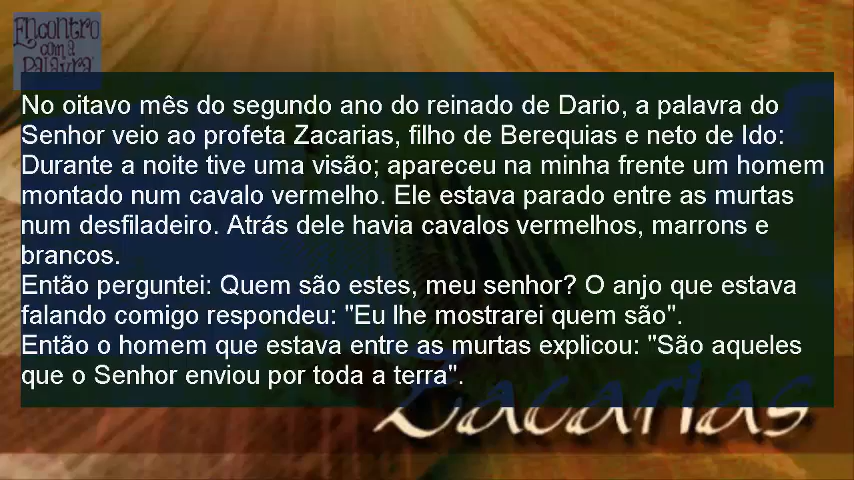 Encontro
com a
Palavra
No oitavo mês do segundo ano do reinado de Dario, a palavra do
Senhor veio ao profeta Zacarias, filho de Berequias e neto de Ido:
Durante a noite tive uma visão; apareceu na minha frente um homem
montado num cavalo vermelho. Ele estava parado entre as murtas
num desfiladeiro. Atrás dele havia cavalos vermelhos, marrons e
brancos.
Então perguntei: Quem são estes, meu senhor? O anjo que estava
falando comigo respondeu: "Eu lhe mostrarei quem são".
Então o homem que estava entre as murtas explicou: "São aqueles
que o Senhor enviou por toda a terra".
Zacarias